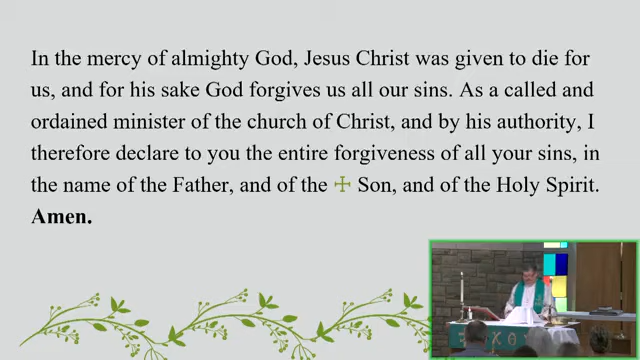 In the mercy of almighty God, Jesus Christ was given to die for
us, and for his sake God forgives us all our sins. As a called and
ordained minister of the church of Christ, and by his authority, I
therefore declare to you the entire forgiveness of all your sins, in
the name of the Father, and of the ☩ Son, and of the Holy Spirit.
Amen.